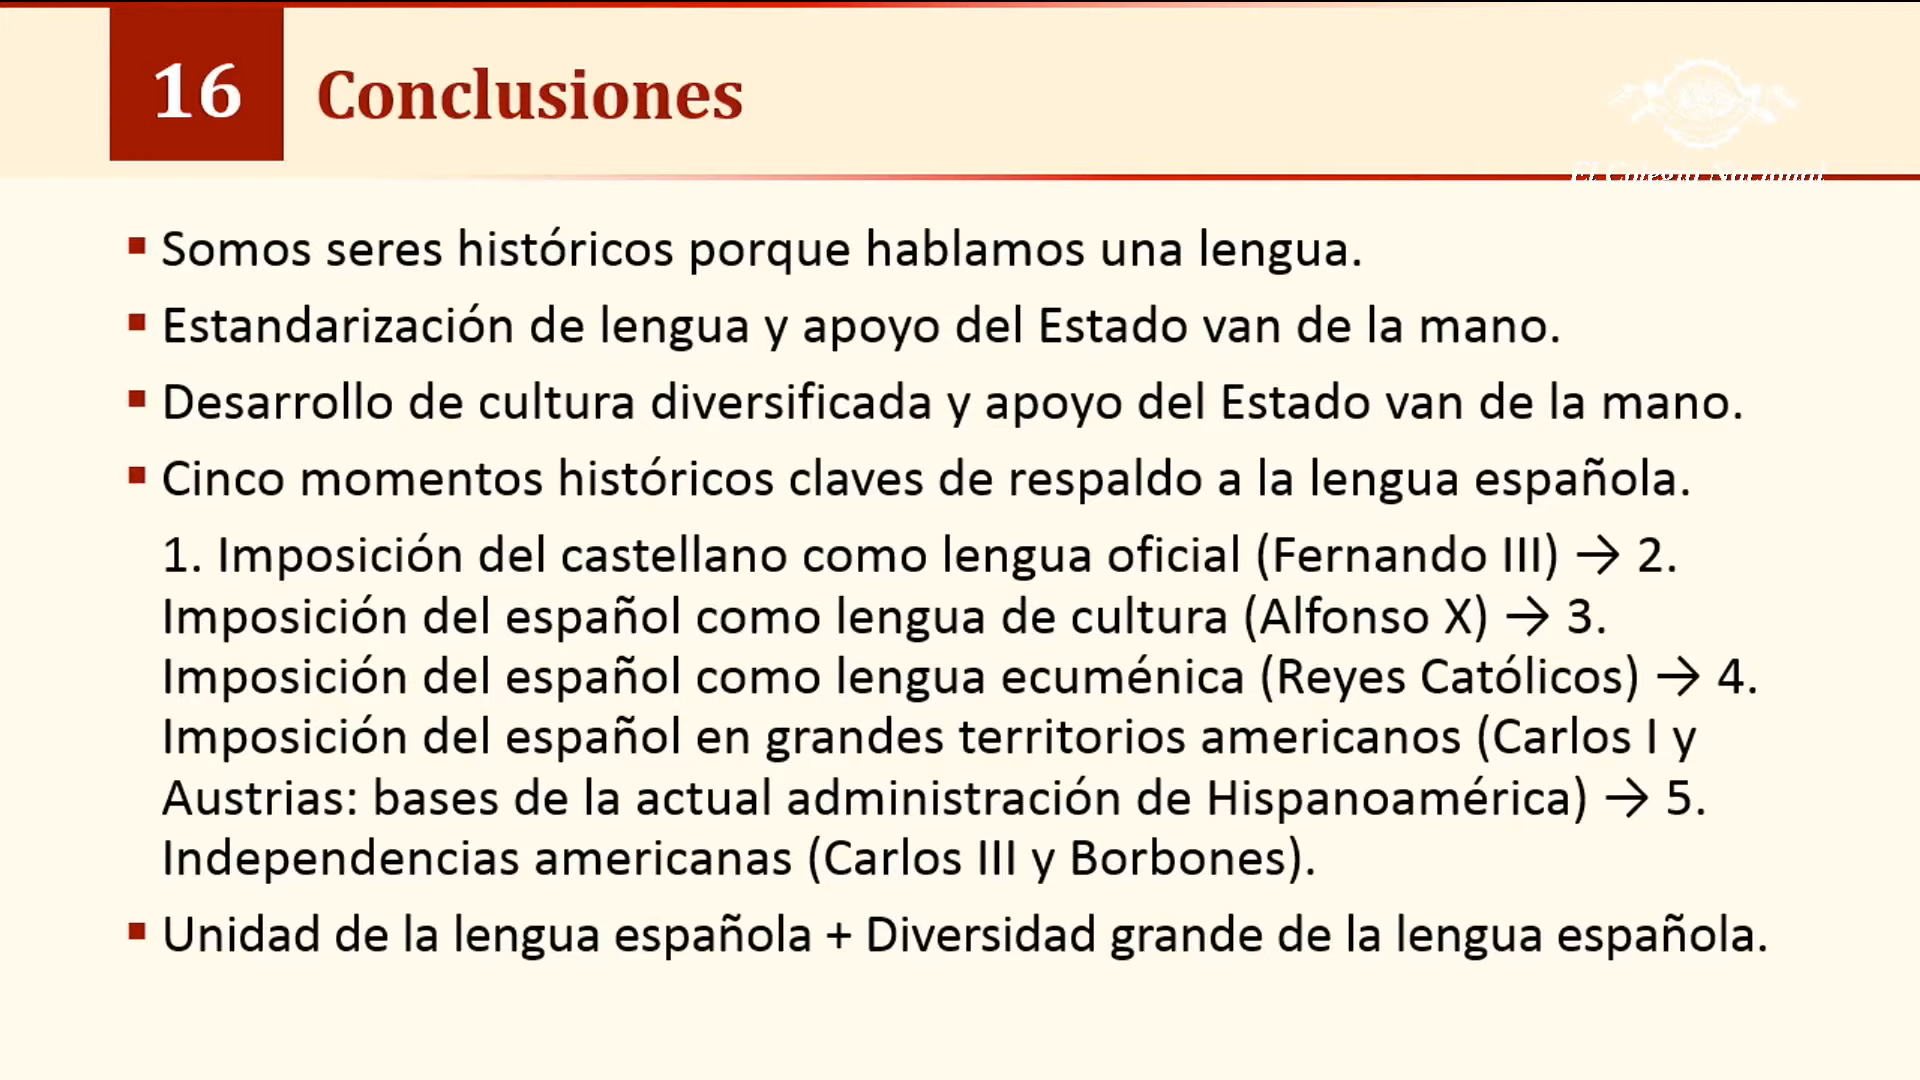 16
Conclusiones
El Colegio Nacional
▪ Somos seres históricos porque hablamos una lengua.
▪ Estandarización de lengua y apoyo del Estado van de la mano.
▪ Desarrollo de cultura diversificada y apoyo del Estado van de la mano.
▪ Cinco momentos históricos claves de respaldo a la lengua española.
1. Imposición del castellano como lengua oficial (Fernando III) → 2.
Imposición del español como lengua de cultura (Alfonso X) → 3.
Imposición del español como lengua ecuménica (Reyes Católicos) → 4.
Imposición del español en grandes territorios americanos (Carlos I y
Austrias: bases de la actual administración de Hispanoamérica) → 5.
Independencias americanas (Carlos III y Borbones).
▪ Unidad de la lengua española + Diversidad grande de la lengua española.